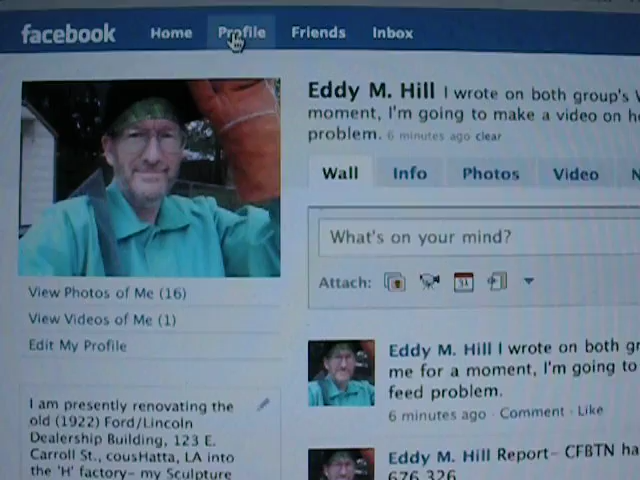 facebook Home Profile Friends Inbox
Eddy M. Hill I wrote on both group's
moment, I'm going to make a video on
problem. 6 minutes ago clear
Wall Info Photos Video
What's on your mind?
Attach: 31
View Photos of Me (16)
View Videos of Me (1)
Edit My Profile
Eddy M. Hill I wrote on both
me for a moment, I'm going to
feed problem.
6 minutes ago · Comment · Like
I am presently renovating the
old (1922) Ford/Lincoln
Dealership Building, 123 E.
Carroll St., cousHatta, LA into
the 'H' factory- my Sculpture
Eddy M. Hill Report- CFBTN
676,326